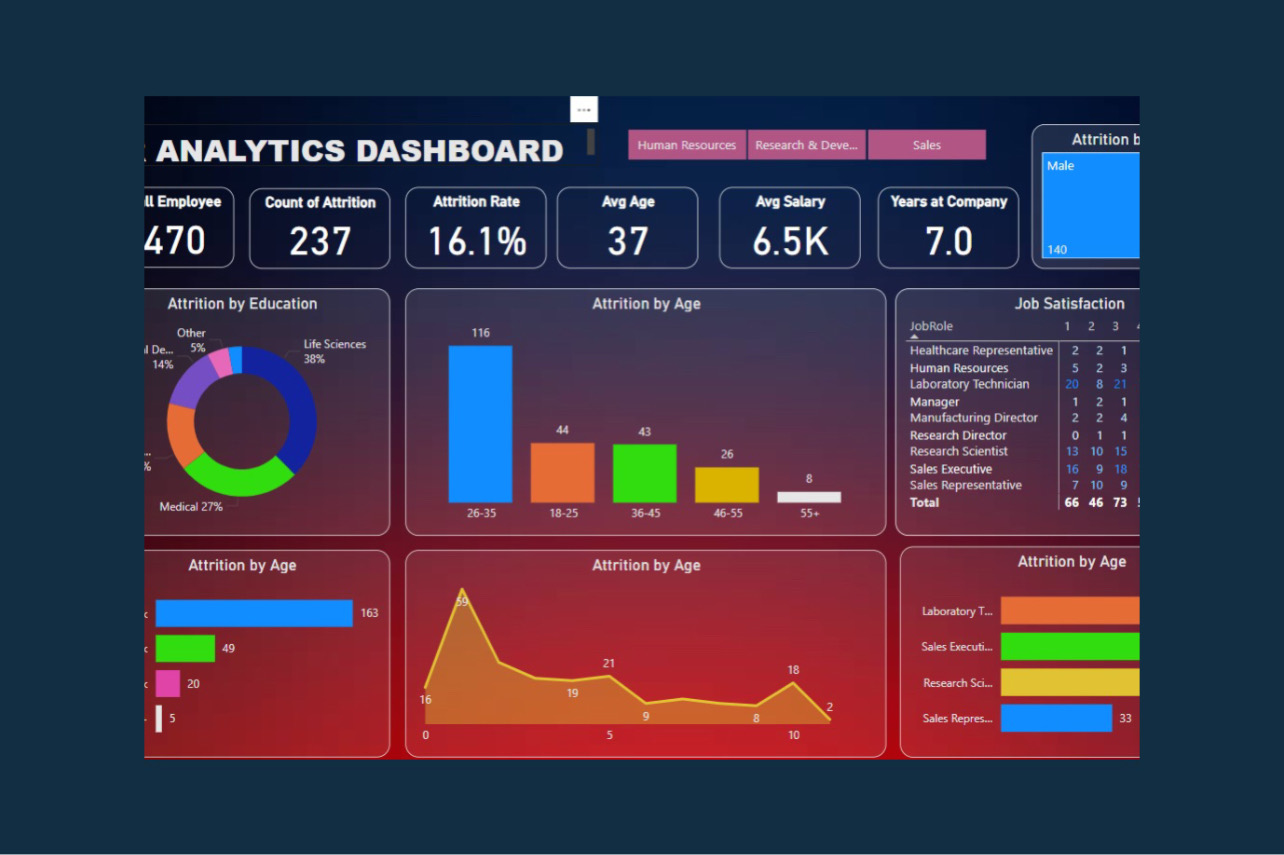 ANALYTICS DASHBOARD
Human Resources
Research & Deve...
Sales
Attrition b
Male
140
ll Employee
470
Count of Attrition
237
Attrition Rate
16.1%
Avg Age
37
Avg Salary
6.5K
Years at Company
7.0
Attrition by Education
Other
5%
l De...
14%
Life Sciences
38%
...
%
Medical 27%
Attrition by Age
116
44
43
26
8
26-35 18-25 36-45 46-55 55+
Job Satisfaction
JobRole 1 2 3
Healthcare Representative 2 2 1
Human Resources 5 2 3
Laboratory Technician 20 8 21
Manager 1 2 1
Manufacturing Director 2 2 4
Research Director 0 1 1
Research Scientist 13 10 15
Sales Executive 16 9 18
Sales Representative 7 10 9
Total 66 46 73
Attrition by Age
163
49
20
5
Attrition by Age
59
16
19
21
9
8
18
2
0 5 10
Attrition by Age
Laboratory T...
Sales Executi...
Research Sci...
Sales Repres... 33